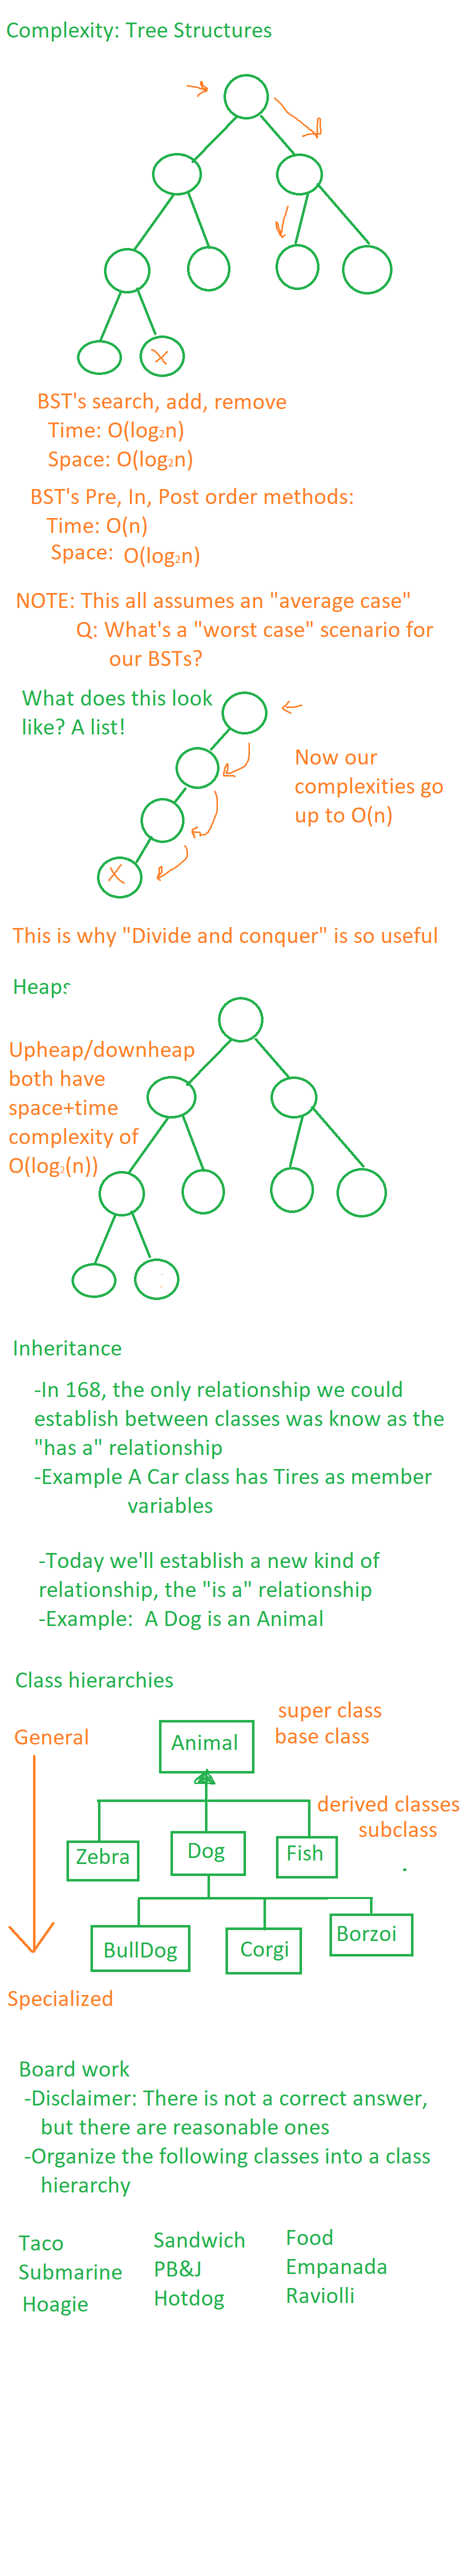 Complexity: Tree Structures
X
BST's search, add, remove
Time: O(log₂n)
Space: O(log₂n)
BST's Pre, In, Post order methods:
Time: O(n)
Space: O(log₂n)
NOTE: This all assumes an "average case"
Q: What's a "worst case" scenario for
our BSTs?
What does this look
like? A list!
Now our
complexities go
up to O(n)
X
This is why "Divide and conquer" is so useful
Heaps
Upheap/downheap
both have
space+time
complexity of
O(log₂(n))
Inheritance
-In 168, the only relationship we could
establish between classes was know as the
"has a" relationship
-Example A Car class has Tires as member
variables
-Today we'll establish a new kind of
relationship, the "is a" relationship
-Example: A Dog is an Animal
Class hierarchies
super class
base class
General
Animal
derived classes
subclass
Zebra
Dog
Fish
BullDog
Corgi
Borzoi
Specialized
Board work
-Disclaimer: There is not a correct answer,
but there are reasonable ones
-Organize the following classes into a class
hierarchy
Taco
Submarine
Hoagie
Sandwich
PB&J
Hotdog
Food
Empanada
Raviolli